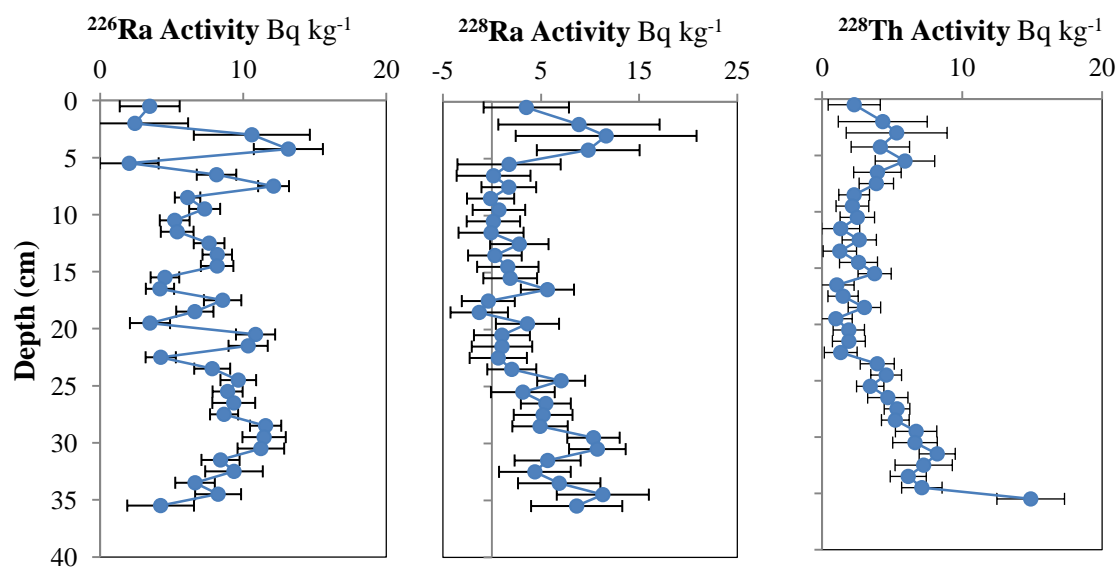 ²²⁶Ra Activity Bq kg⁻¹
0 10 20
²²⁸Ra Activity Bq kg⁻¹
-5 5 15 25
²²⁸Th Activity Bq kg⁻¹
0 10 20
Depth (cm)
0
5
10
15
20
25
30
35
40